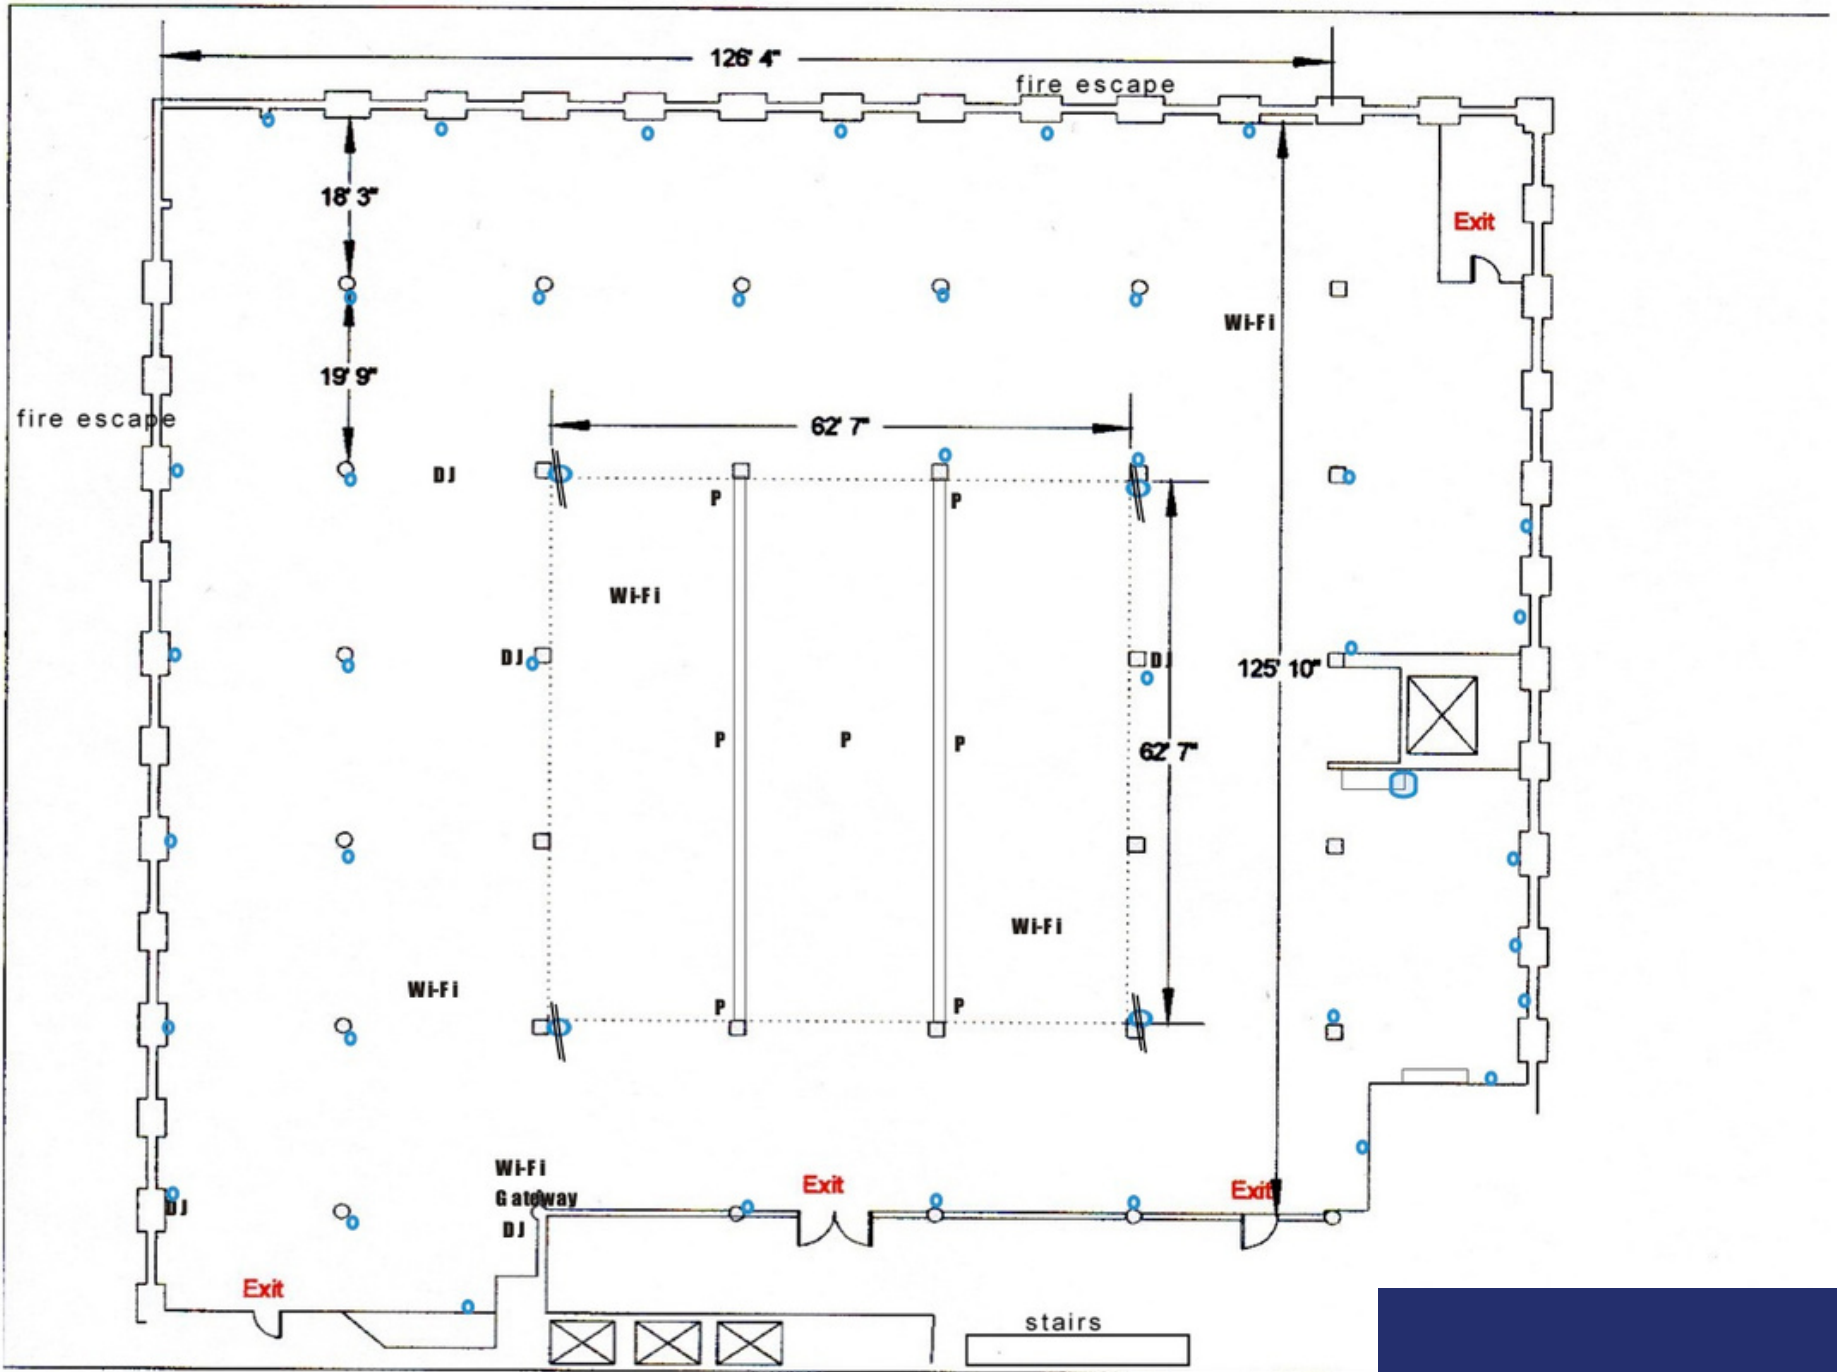 126' 4"
fire escape
18' 3"
Exit
Wi-Fi
19' 9"
fire escape
62' 7"
DJ
P
P
Wi-Fi
DJ
DJ
125' 10"
P
P
P
62' 7"
Wi-Fi
Wi-Fi
P
P
Wi-Fi
Gateway
Exit
Exit
DJ
DJ
Exit
stairs